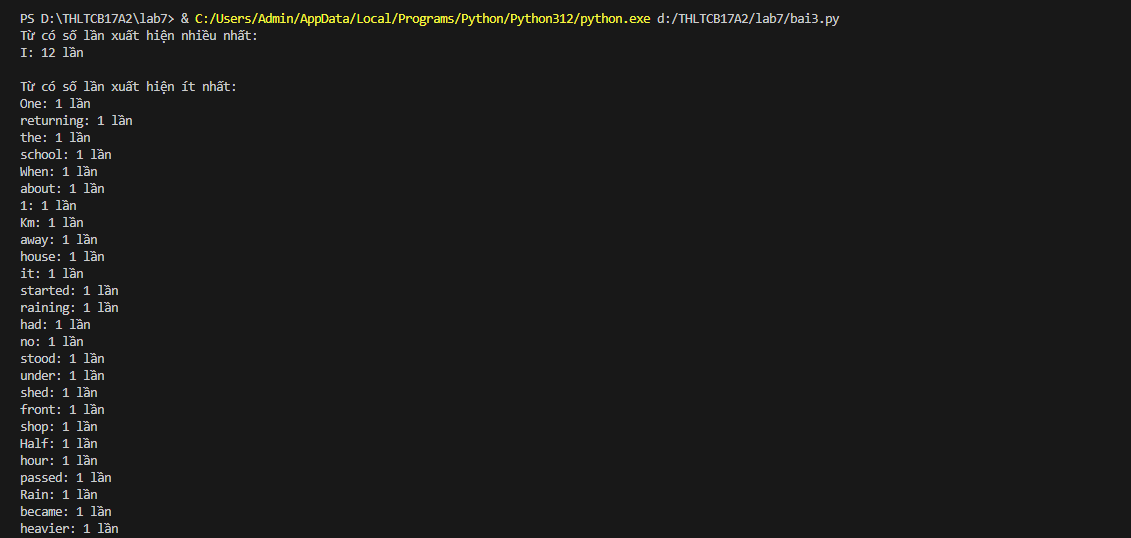 PS D:\THLTCB17A2\lab7> & C:/Users/Admin/AppData/Local/Programs/Python/Python312/python.exe d:/THLTCB17A2/lab7/bai3.py
Từ có số lần xuất hiện nhiều nhất:
I: 12 lần

Từ có số lần xuất hiện ít nhất:
One: 1 lần
returning: 1 lần
the: 1 lần
school: 1 lần
When: 1 lần
about: 1 lần
1: 1 lần
Km: 1 lần
away: 1 lần
house: 1 lần
it: 1 lần
started: 1 lần
raining: 1 lần
had: 1 lần
no: 1 lần
stood: 1 lần
under: 1 lần
shed: 1 lần
front: 1 lần
shop: 1 lần
Half: 1 lần
hour: 1 lần
passed: 1 lần
Rain: 1 lần
became: 1 lần
heavier: 1 lần